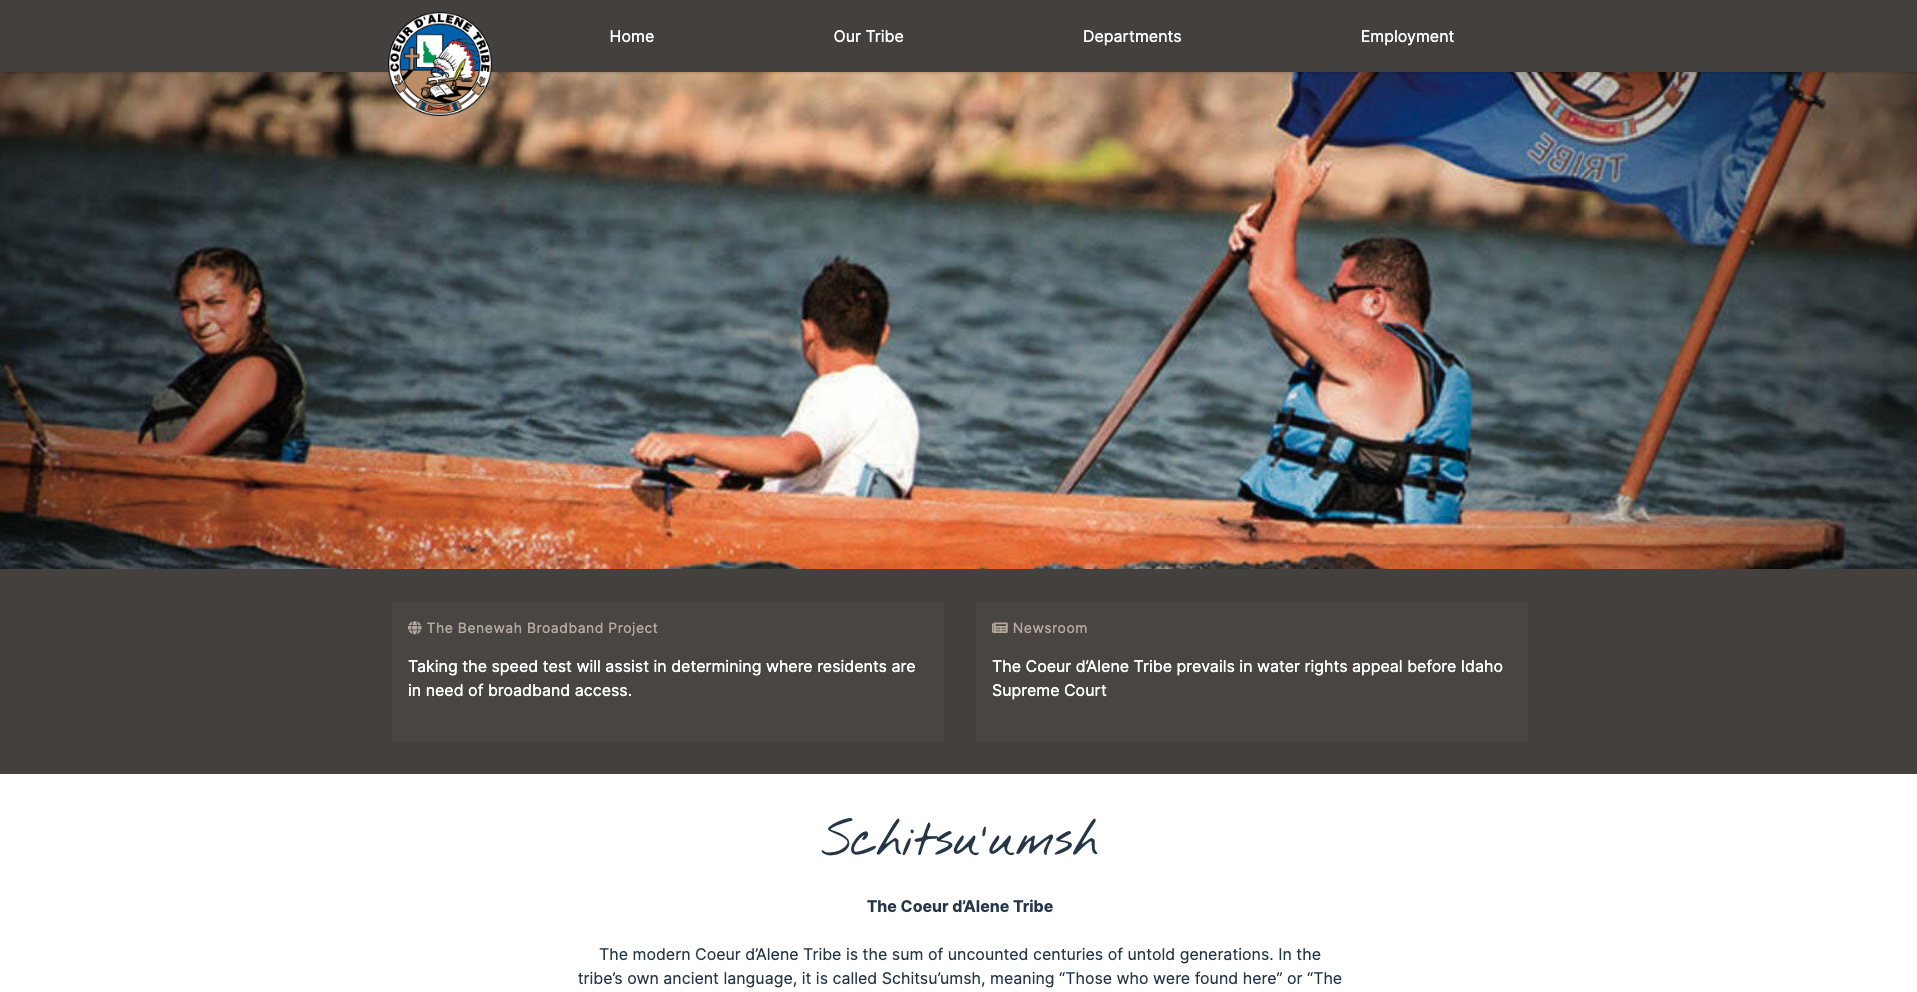 COEUR D'ALENE TRIBE
Home
Our Tribe
Departments
Employment
TRIBE
The Benewah Broadband Project
Taking the speed test will assist in determining where residents are
in need of broadband access.
Newsroom
The Coeur d’Alene Tribe prevails in water rights appeal before Idaho
Supreme Court
Schitsu'umsh
The Coeur d’Alene Tribe
The modern Coeur d’Alene Tribe is the sum of uncounted centuries of untold generations. In the
tribe’s own ancient language, it is called Schitsu’umsh, meaning “Those who were found here” or “The